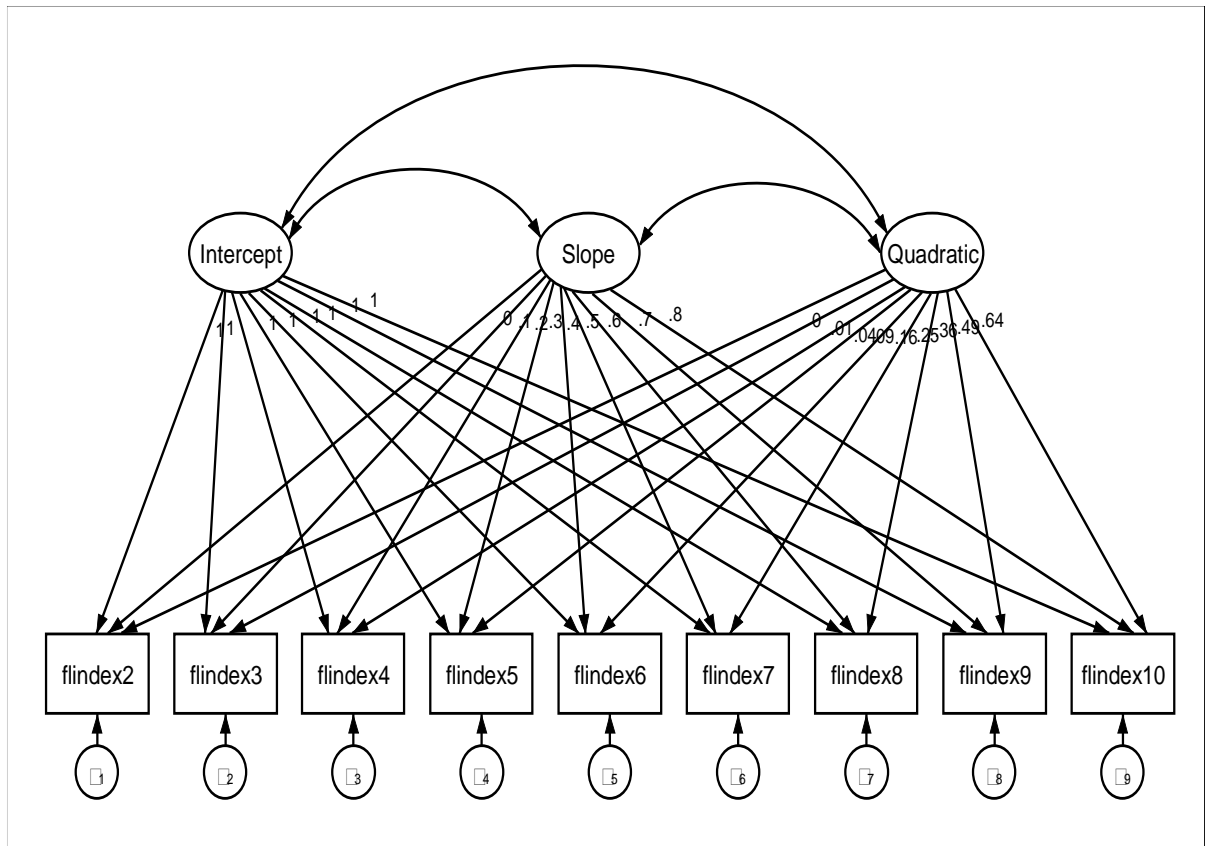 Intercept Slope Quadratic
1 1 1 1 1 1 1 1 0 .1 .2 .3 .4 .5 .6 .7 .8 0 .01 .04 .09 .16 .25 .36 .49 .64
flindex2 flindex3 flindex4 flindex5 flindex6 flindex7 flindex8 flindex9 flindex10
1 2 3 4 5 6 7 8 9